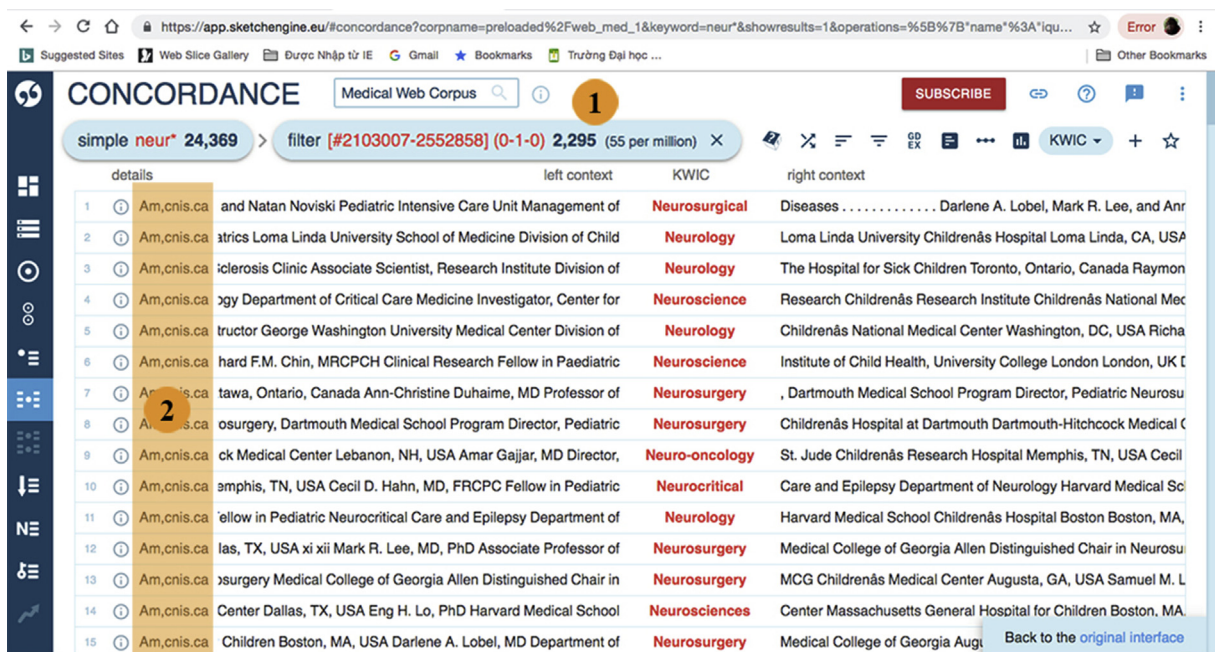 https://app.sketchengine.eu/#concordance?corpname=preloaded%2Fweb_med_1&keyword=neur*&showresults=1&operations=%5B%7B"name"%3A"iqu... Error
Suggested Sites Web Slice Gallery Được Nhập từ IE G Gmail Bookmarks Trường Đại học ... Other Bookmarks
CONCORDANCE Medical Web Corpus 1 SUBSCRIBE
simple neur* 24,369 > filter [#2103007-2552858] (0-1-0) 2,295 (55 per million) × GD EX KWIC
details left context KWIC right context
1 Am,cnis.ca and Natan Noviski Pediatric Intensive Care Unit Management of Neurosurgical Diseases . . . . . . . . . . . . . Darlene A. Lobel, Mark R. Lee, and Anr
2 Am,cnis.ca atrics Loma Linda University School of Medicine Division of Child Neurology Loma Linda University Childrenâs Hospital Loma Linda, CA, USA
3 Am,cnis.ca Sclerosis Clinic Associate Scientist, Research Institute Division of Neurology The Hospital for Sick Children Toronto, Ontario, Canada Raymon
4 Am,cnis.ca ogy Department of Critical Care Medicine Investigator, Center for Neuroscience Research Childrenâs Research Institute Childrenâs National Med
5 Am,cnis.ca tructor George Washington University Medical Center Division of Neurology Childrenâs National Medical Center Washington, DC, USA Richa
6 Am,cnis.ca hard F.M. Chin, MRCPCH Clinical Research Fellow in Paediatric Neuroscience Institute of Child Health, University College London London, UK D
7 Am,cnis.ca tawa, Ontario, Canada Ann-Christine Duhaime, MD Professor of Neurosurgery , Dartmouth Medical School Program Director, Pediatric Neurosu
8 Am,cnis.ca 2 osurgery, Dartmouth Medical School Program Director, Pediatric Neurosurgery Childrenâs Hospital at Dartmouth Dartmouth-Hitchcock Medical C
9 Am,cnis.ca ck Medical Center Lebanon, NH, USA Amar Gajjar, MD Director, Neuro-oncology St. Jude Childrenâs Research Hospital Memphis, TN, USA Cecil
10 Am,cnis.ca emphis, TN, USA Cecil D. Hahn, MD, FRCPC Fellow in Pediatric Neurocritical Care and Epilepsy Department of Neurology Harvard Medical Sc
11 Am,cnis.ca ellow in Pediatric Neurocritical Care and Epilepsy Department of Neurology Harvard Medical School Childrenâs Hospital Boston Boston, MA,
12 Am,cnis.ca las, TX, USA xi xii Mark R. Lee, MD, PhD Associate Professor of Neurosurgery Medical College of Georgia Allen Distinguished Chair in Neurosu
13 Am,cnis.ca osurgery Medical College of Georgia Allen Distinguished Chair in Neurosurgery MCG Childrenâs Medical Center Augusta, GA, USA Samuel M. L
14 Am,cnis.ca Center Dallas, TX, USA Eng H. Lo, PhD Harvard Medical School Neurosciences Center Massachusetts General Hospital for Children Boston, MA,
15 Am,cnis.ca Children Boston, MA, USA Darlene A. Lobel, MD Department of Neurosurgery Medical College of Georgia Augu
Back to the original interface